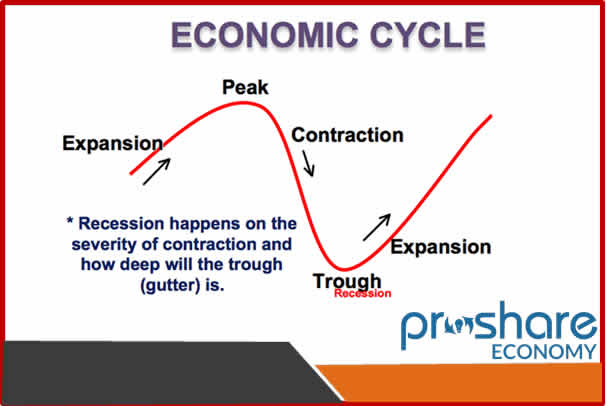 ECONOMIC CYCLE
Peak
Expansion
Contraction
* Recession happens on the
severity of contraction and
how deep will the trough
(gutter) is.
Expansion
Trough
Recession
proshare
ECONOMY